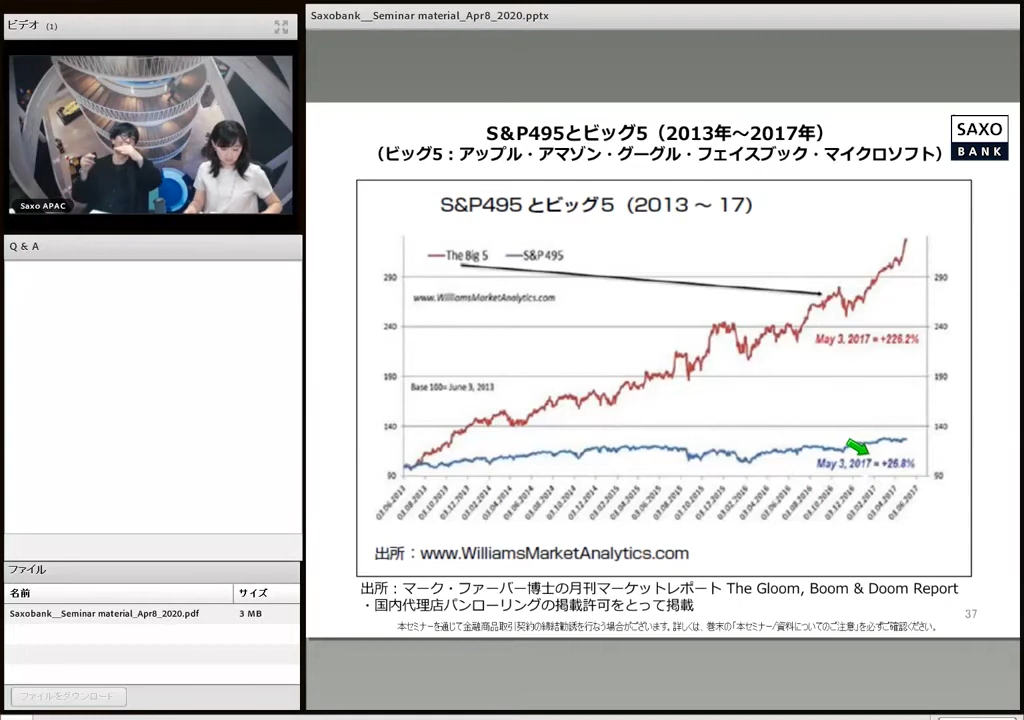 Saxobank__Seminar material_Apr8_2020.pptx
ビデオ (1)
Saxo APAC
Q & A
ファイル
名前 サイズ
Saxobank__Seminar material_Apr8_2020.pdf 3 MB
ファイルをダウンロード
S&P495とビッグ5（2013年～2017年）
（ビッグ5：アップル・アマゾン・グーグル・フェイスブック・マイクロソフト）
SAXO
BANK
S&P495 とビッグ5（2013 ～ 17）
The Big 5 S&P 495
290 290
www.WilliamsMarketAnalytics.com
240 240
May 3, 2017 = +226.2%
190 190
Base 100= June 3, 2013
140 140
May 3, 2017 = +26.8%
90 90
出所：www.WilliamsMarketAnalytics.com
出所：マーク・ファーバー博士の月刊マーケットレポート The Gloom, Boom & Doom Report
・国内代理店パンローリングの掲載許可をとって掲載
37
本セミナーを通じて金融商品取引契約の締結勧誘を行なう場合がございます。詳しくは、巻末の「本セミナー/資料についてのご注意」を必ずご確認ください。